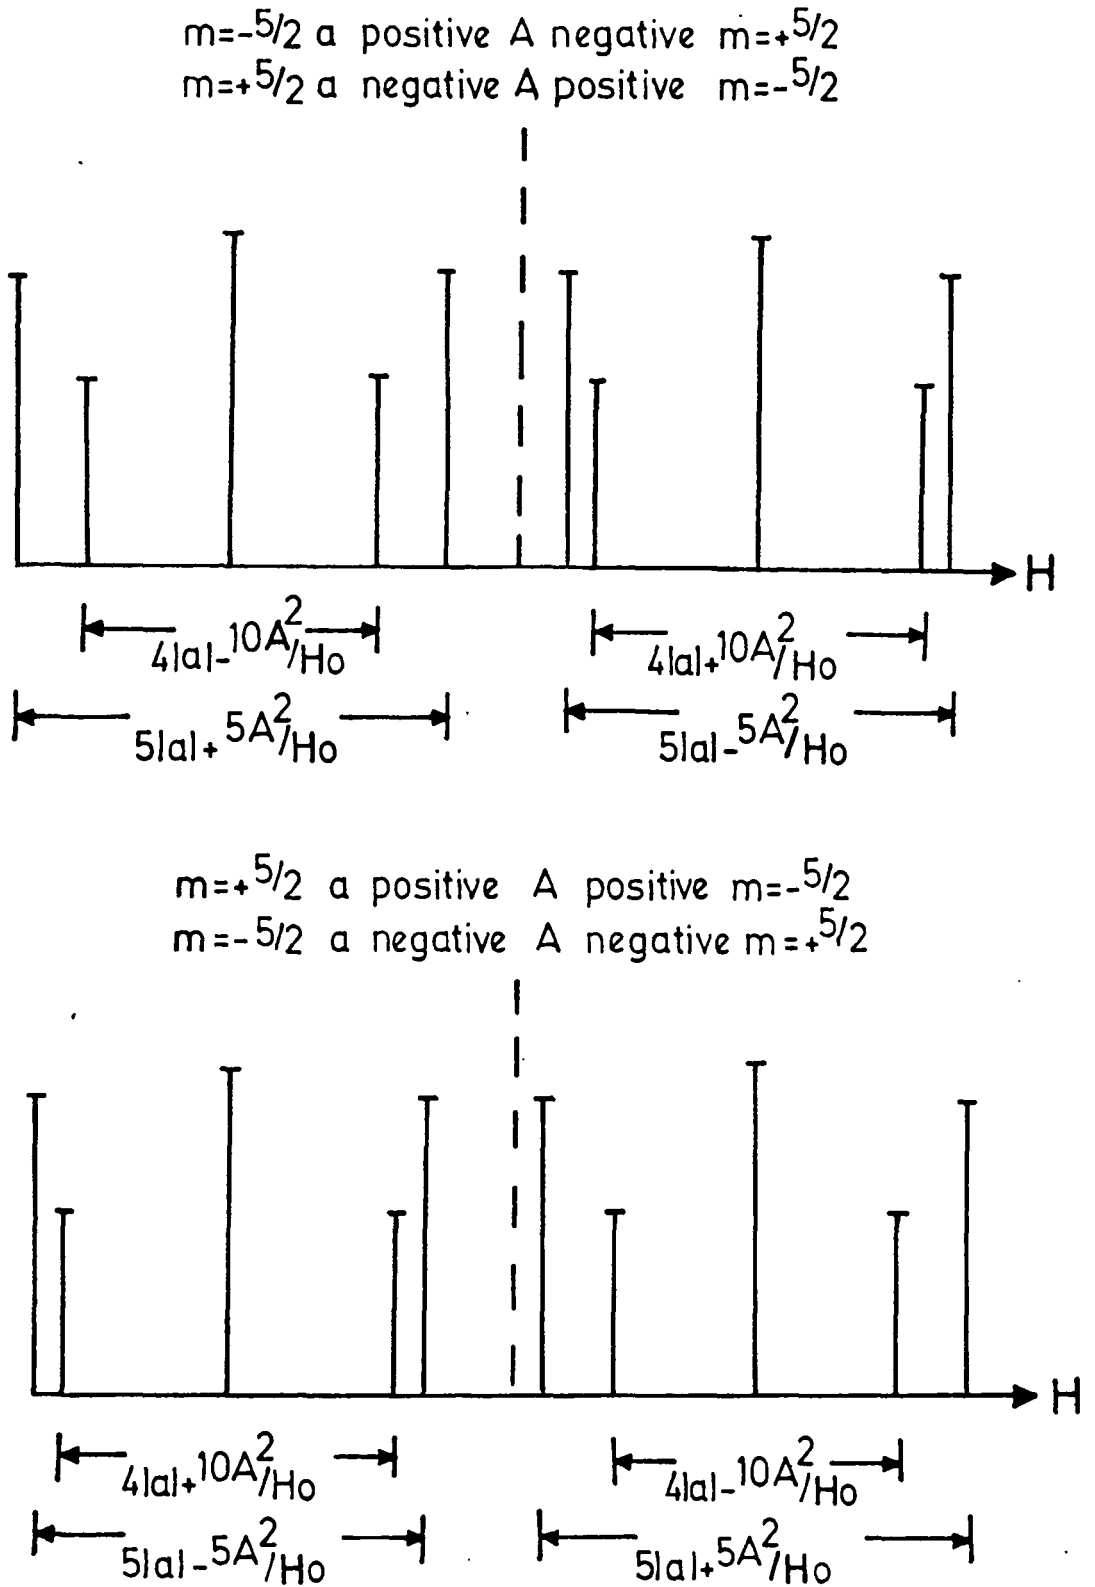 m=-5/2 a positive A negative m=+5/2
m=+5/2 a negative A positive m=-5/2
H
4|a|-10A²/Ho 4|a|+10A²/Ho
5|a|+5A²/Ho 5|a|-5A²/Ho
m=+5/2 a positive A positive m=-5/2
m=-5/2 a negative A negative m=+5/2
H
4|a|+10A²/Ho 4|a|-10A²/Ho
5|a|-5A²/Ho 5|a|+5A²/Ho